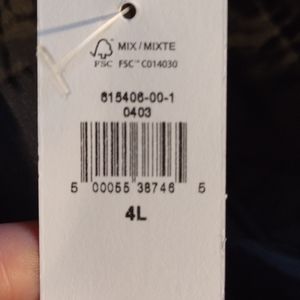 MIX/MIXTE
FSC FSC™ C014030
615406-00-1
0403
5 00055 38746 5
4L